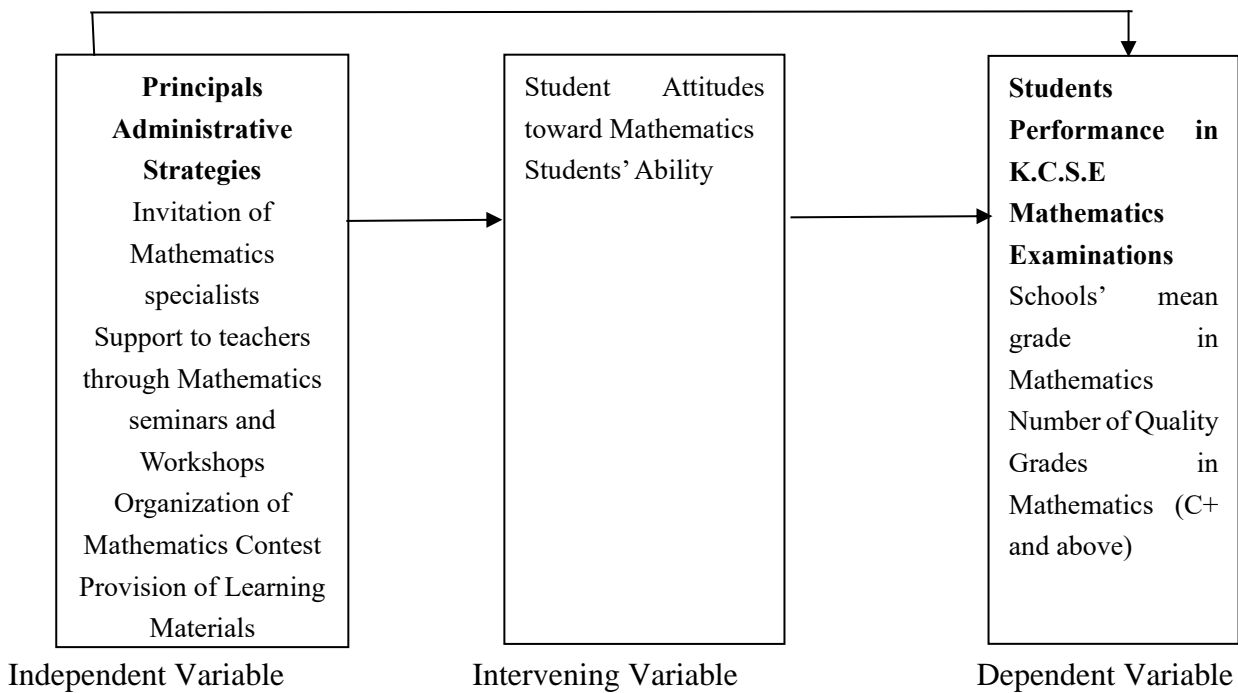 Principals
Administrative
Strategies
Invitation of
Mathematics
specialists
Support to teachers
through Mathematics
seminars and
Workshops
Organization of
Mathematics Contest
Provision of Learning
Materials
Student Attitudes
toward Mathematics
Students’ Ability
Students
Performance in
K.C.S.E
Mathematics
Examinations
Schools’ mean
grade in
Mathematics
Number of Quality
Grades in
Mathematics (C+
and above)
Independent Variable
Intervening Variable
Dependent Variable